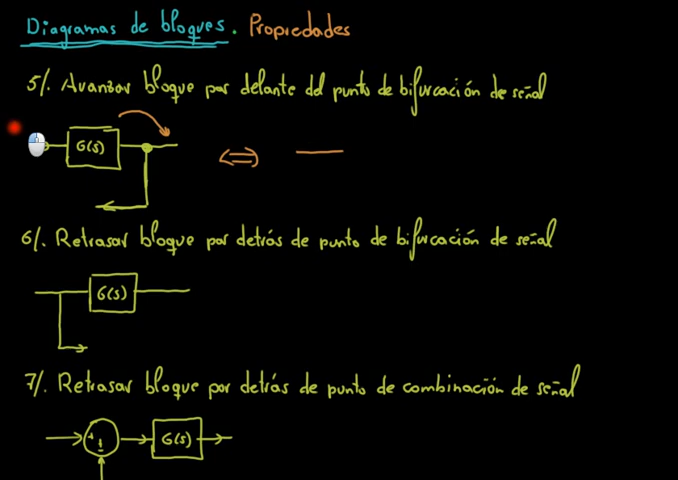 Diagramas de bloques. Propiedades
5/. Avanzar bloque por delante del punto de bifurcación de señal
G(s)
6/. Retrasar bloque por detrás de punto de bifurcación de señal
G(s)
7/. Retrasar bloque por detrás de punto de combinación de señal
G(s)